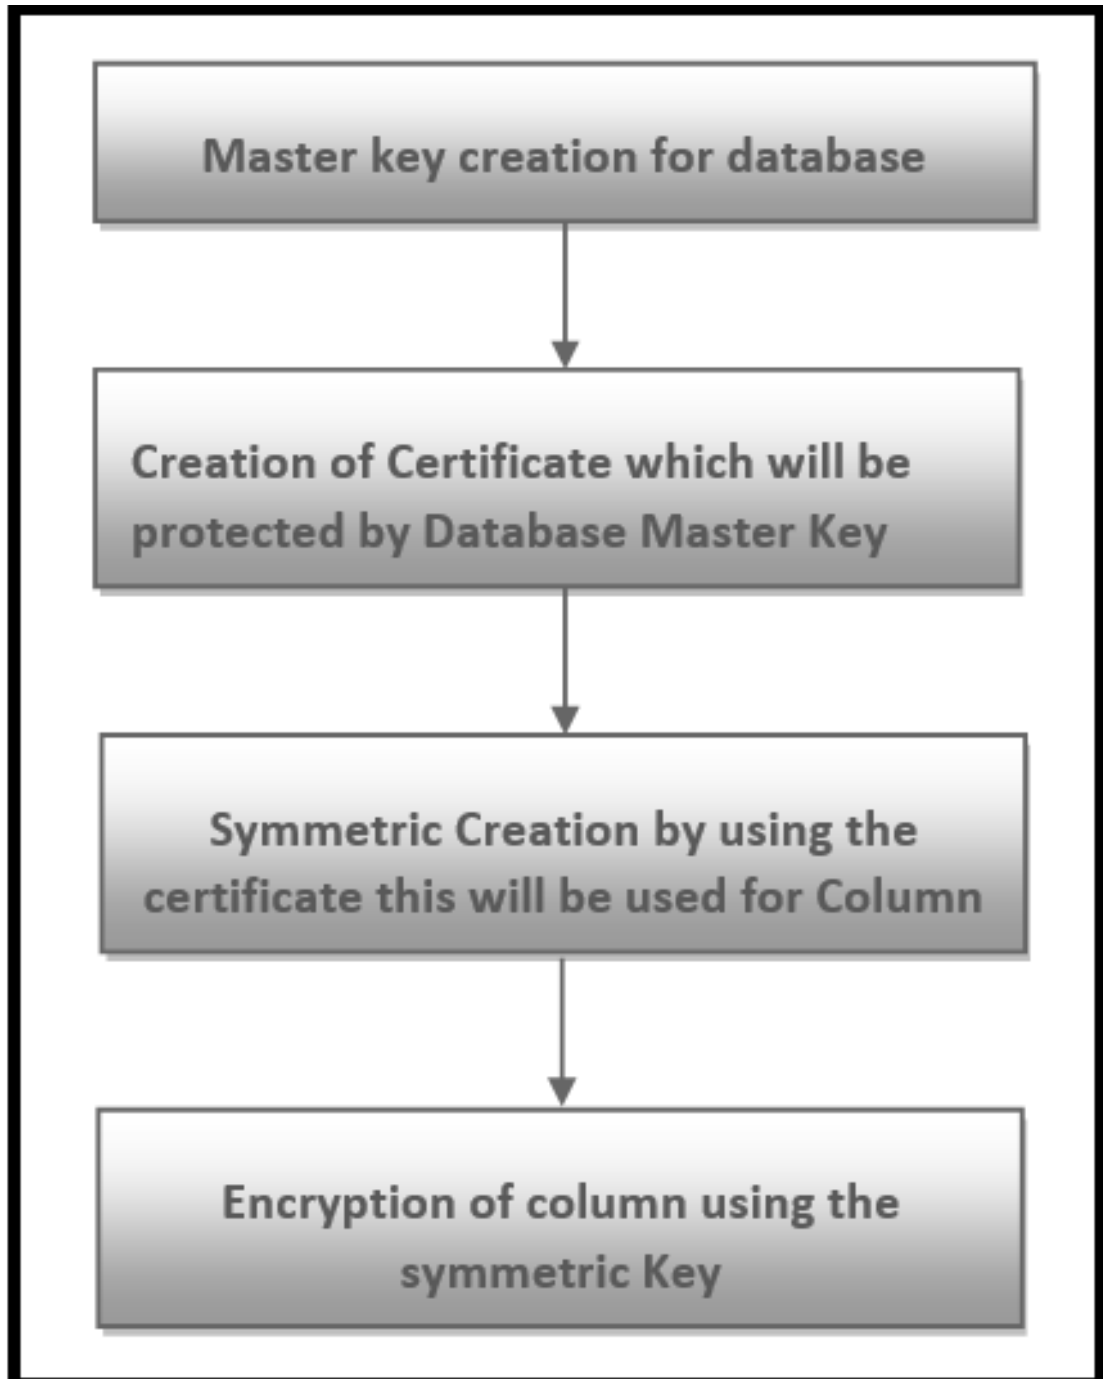 Master key creation for database
Creation of Certificate which will be
protected by Database Master Key
Symmetric Creation by using the
certificate this will be used for Column
Encryption of column using the
symmetric Key